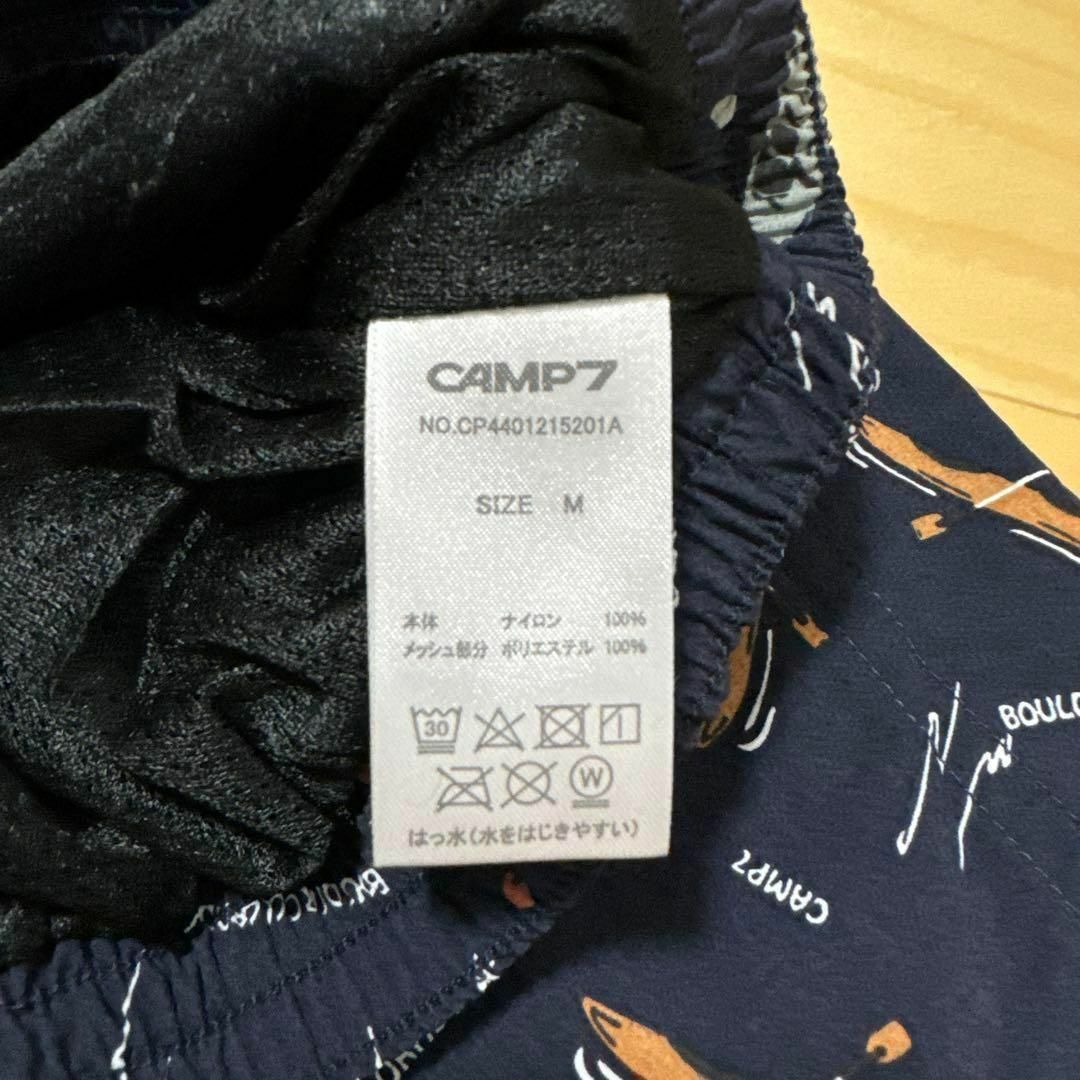 CAMP7
NO.CP4401215201A
SIZE M
本体 ナイロン 100%
メッシュ部分 ポリエステル 100%
30
W
はっ水(水をはじきやすい)
CAMP7